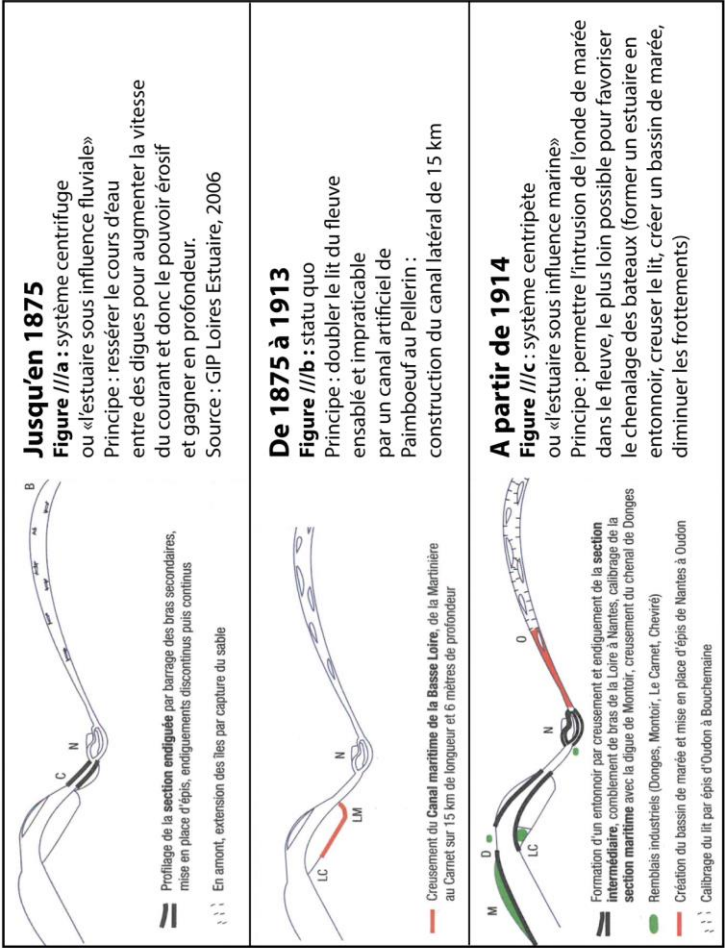 Jusqu'en 1875
Figure ///a : système centrifuge
ou «l'estuaire sous influence fluviale»
Principe : ressérer le cours d'eau
entre des digues pour augmenter la vitesse
du courant et donc le pouvoir érosif
et gagner en profondeur.
Source : GIP Loires Estuaire, 2006
B
C
N
Profilage de la section endiguée par barrage des bras secondaires,
mise en place d'épis, endiguements discontinus puis continus
En amont, extension des îles par capture du sable
De 1875 à 1913
Figure ///b : statu quo
Principe : doubler le lit du fleuve
ensablé et impraticable
par un canal artificiel de
Paimboeuf au Pellerin :
construction du canal latéral de 15 km
N
LM
LC
Creusement du Canal maritime de la Basse Loire, de la Martinière
au Carnet sur 15 km de longueur et 6 mètres de profondeur
A partir de 1914
Figure ///c : système centripète
ou «l'estuaire sous influence marine»
Principe : permettre l'intrusion de l'onde de marée
dans le fleuve, le plus loin possible pour favoriser
le chenalage des bateaux (former un estuaire en
entonnoir, creuser le lit, créer un bassin de marée,
diminuer les frottements)
O
N
D
M
LC
Formation d'un entonnoir par creusement et endiguement de la section
intermédiaire, comblement de bras de la Loire à Nantes, calibrage de la
section maritime avec la digue de Montoir, creusement du chenal de Donges
Remblais industriels (Donges, Montoir, Le Carnet, Cheviré)
Création du bassin de marée et mise en place d'épis de Nantes à Oudon
Calibrage du lit par épis d'Oudon à Bouchemaine